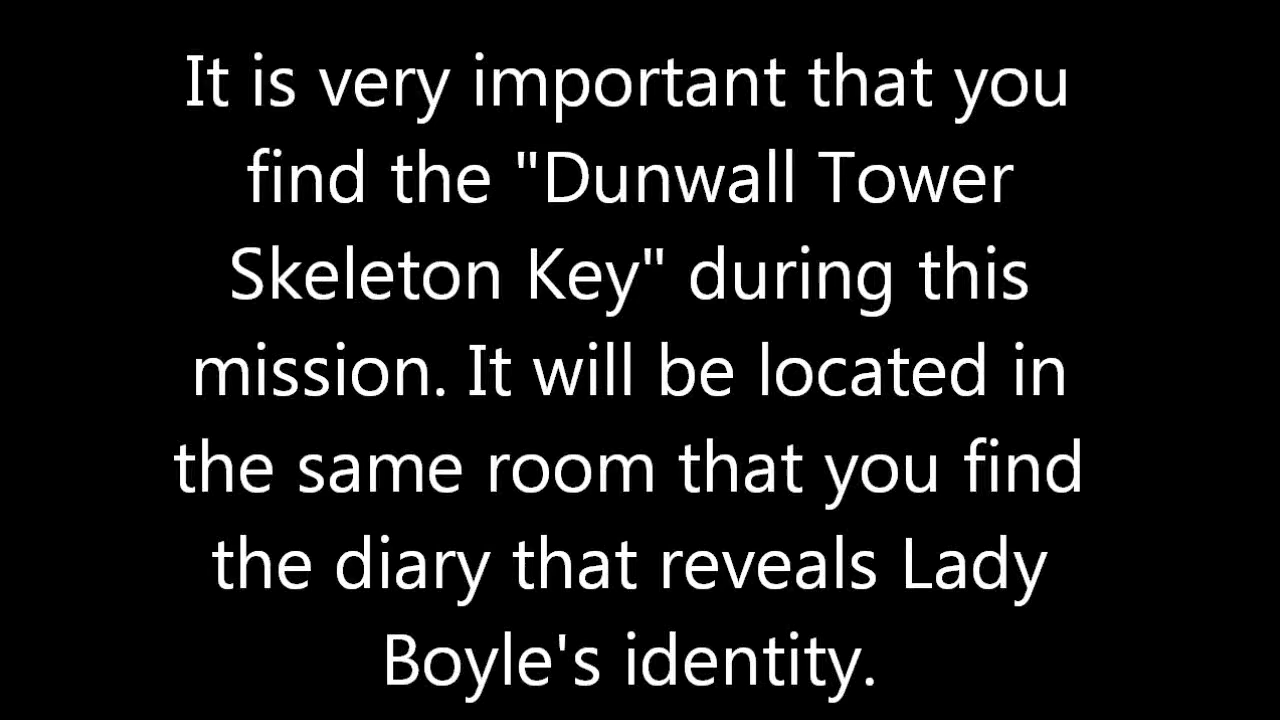 It is very important that you
find the "Dunwall Tower
Skeleton Key" during this
mission. It will be located in
the same room that you find
the diary that reveals Lady
Boyle's identity.